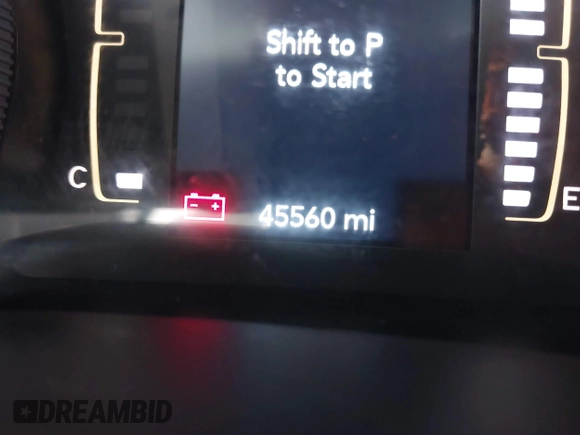 Shift to P
to Start
C
E
- +
45560 mi
DREAMBID